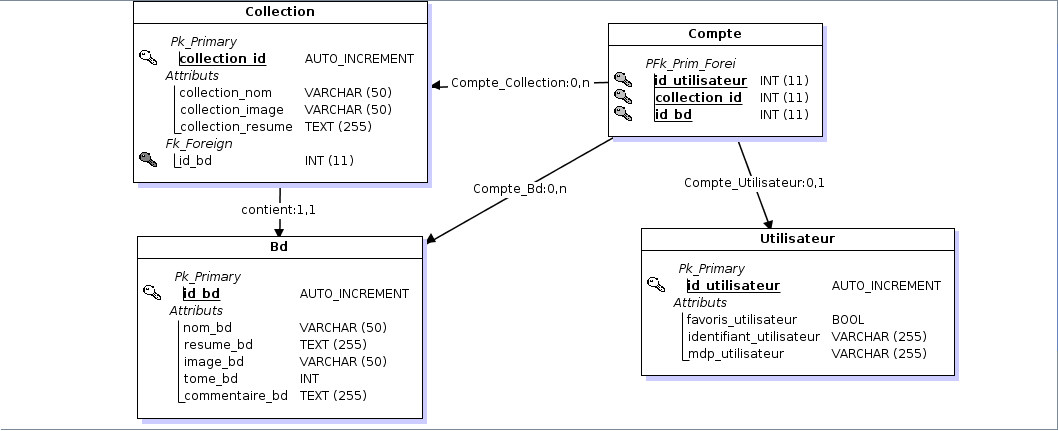 Collection
Pk_Primary
collection_id AUTO_INCREMENT
Attributs
collection_nom VARCHAR (50)
collection_image VARCHAR (50)
collection_resume TEXT (255)
Fk_Foreign
id_bd INT (11)
Compte
PFk_Prim_Forei
id_utilisateur INT (11)
collection_id INT (11)
id_bd INT (11)
Compte_Collection:0,n
Compte_Bd:0,n
Compte_Utilisateur:0,1
contient:1,1
Bd
Pk_Primary
id_bd AUTO_INCREMENT
Attributs
nom_bd VARCHAR (50)
resume_bd TEXT (255)
image_bd VARCHAR (50)
tome_bd INT
commentaire_bd TEXT (255)
Utilisateur
Pk_Primary
id_utilisateur AUTO_INCREMENT
Attributs
favoris_utilisateur BOOL
identifiant_utilisateur VARCHAR (255)
mdp_utilisateur VARCHAR (255)